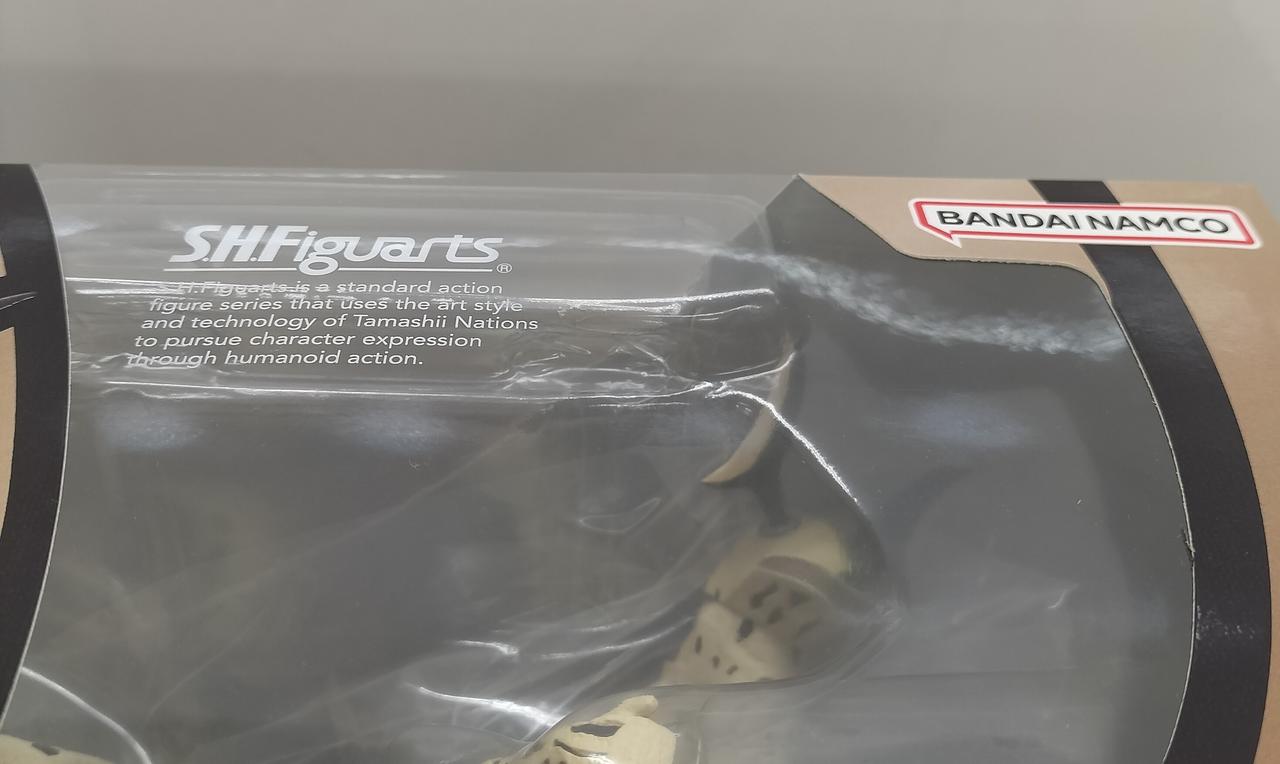 S.H.Figuarts®
S.H.Figuarts is a standard action
figure series that uses the art style
and technology of Tamashii Nations
to pursue character expression
through humanoid action.
BANDAI NAMCO